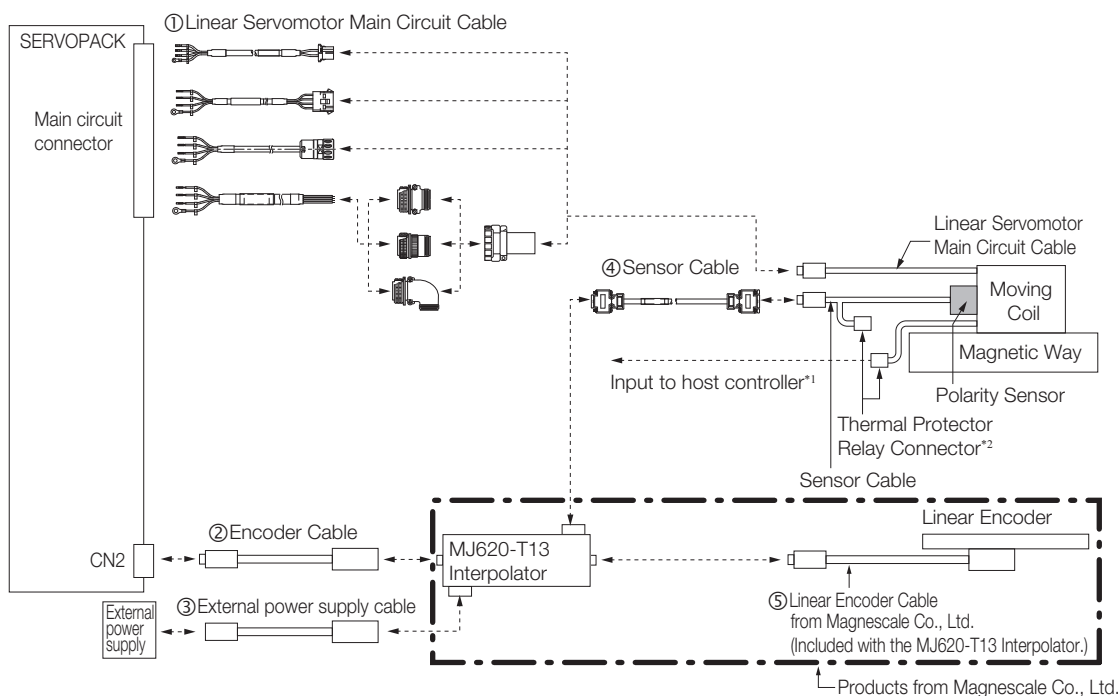 ①Linear Servomotor Main Circuit Cable
SERVOPACK
Main circuit
connector
Linear Servomotor
Main Circuit Cable
④Sensor Cable
Moving
Coil
Magnetic Way
Input to host controller*1
Polarity Sensor
Thermal Protector
Relay Connector*2
Sensor Cable
Linear Encoder
②Encoder Cable
CN2
MJ620-T13
Interpolator
③External power supply cable
External
power
supply
⑤Linear Encoder Cable
from Magnescale Co., Ltd.
(Included with the MJ620-T13 Interpolator.)
Products from Magnescale Co., Ltd.